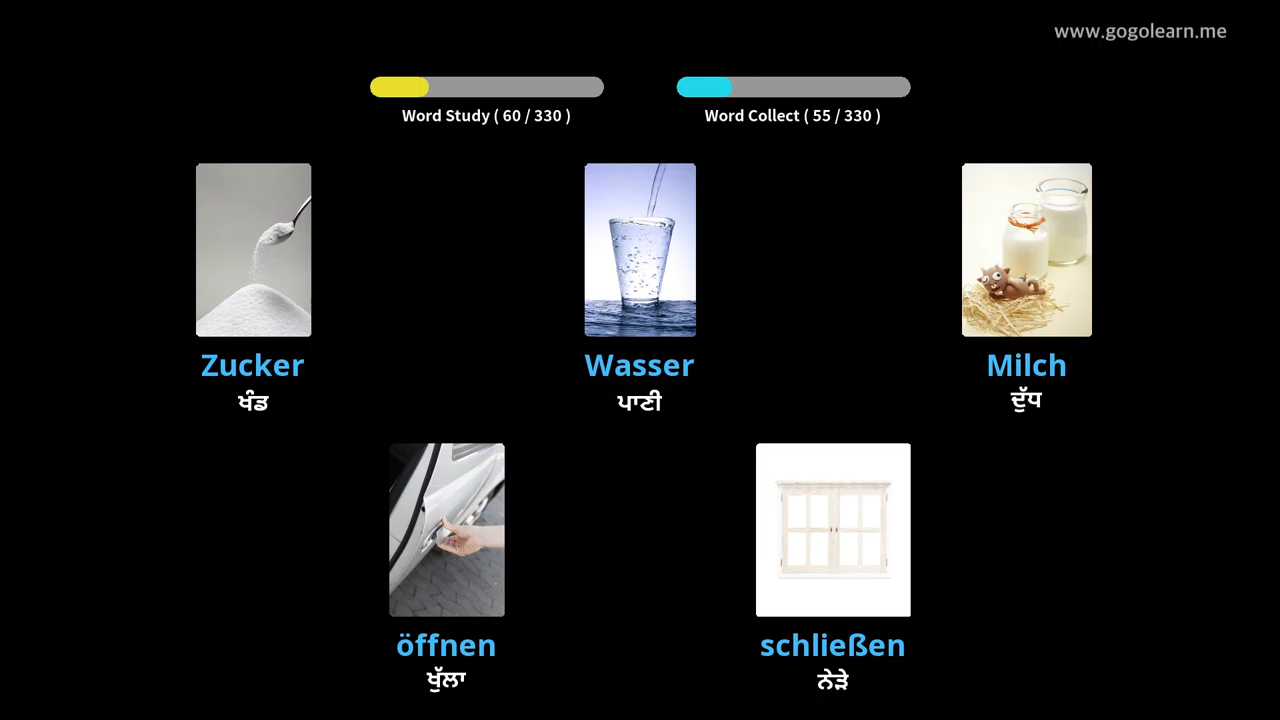 www.gogolearn.me
Word Study ( 60 / 330 )
Word Collect ( 55 / 330 )
Zucker
ਖੰਡ
Wasser
ਪਾਣੀ
Milch
ਦੁੱਧ
öffnen
ਖੁੱਲਾ
schließen
ਨੇੜੇ